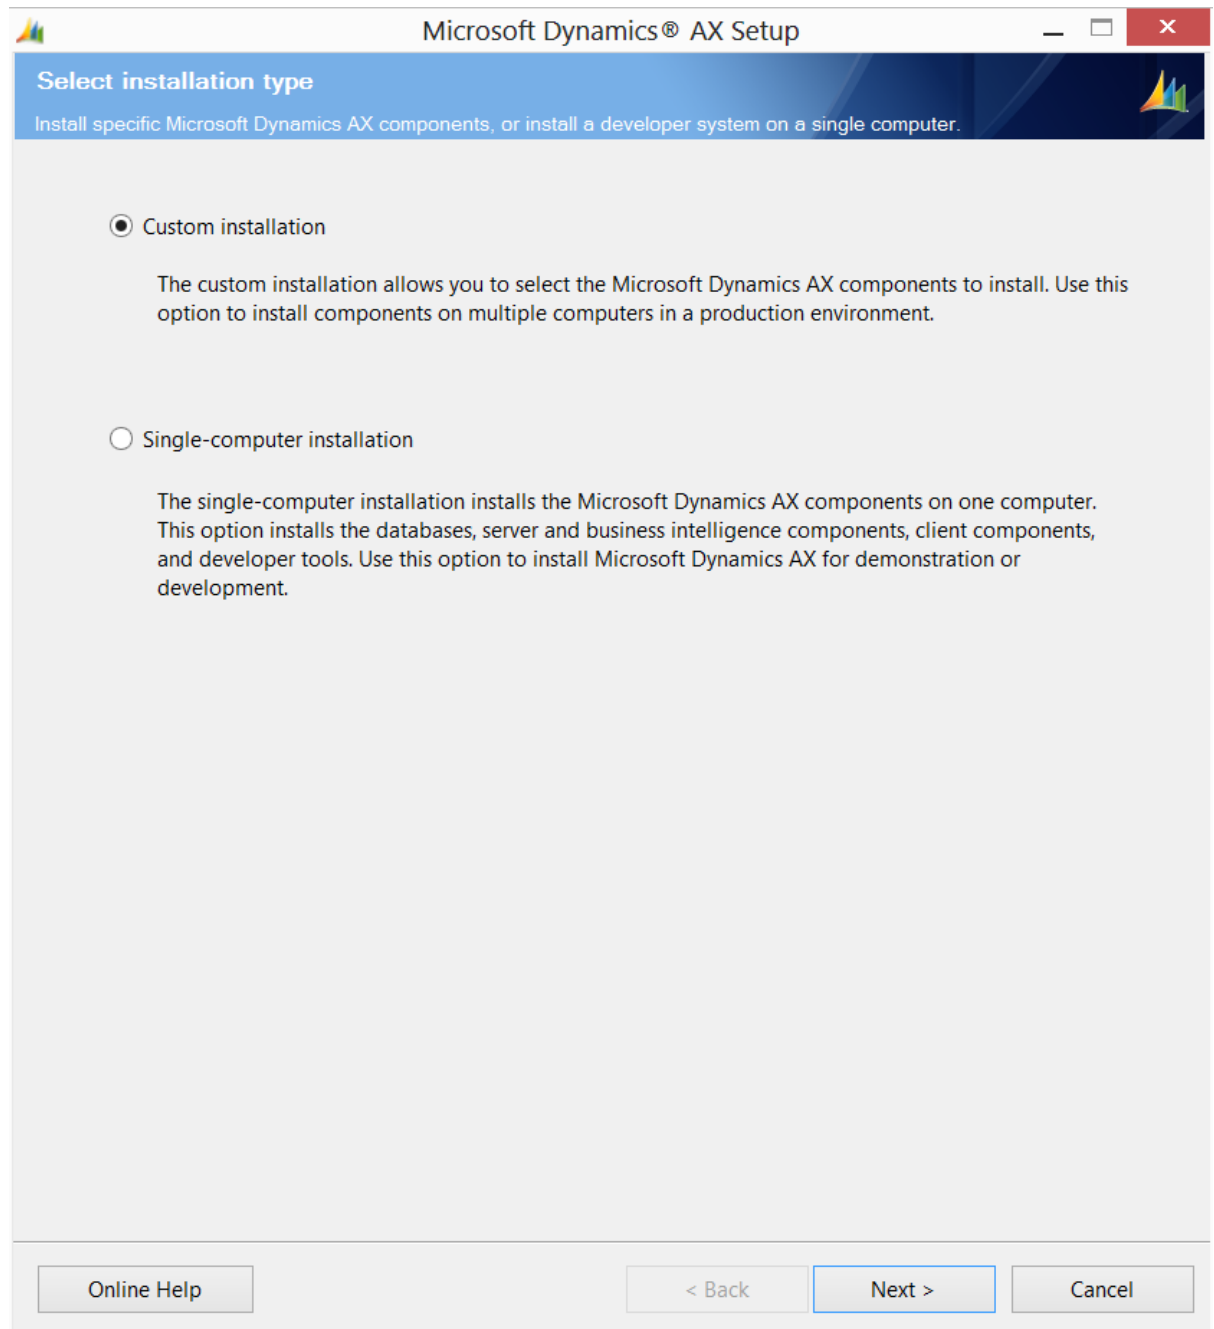 Microsoft Dynamics® AX Setup
Select installation type
Install specific Microsoft Dynamics AX components, or install a developer system on a single computer.
Custom installation
The custom installation allows you to select the Microsoft Dynamics AX components to install. Use this
option to install components on multiple computers in a production environment.
Single-computer installation
The single-computer installation installs the Microsoft Dynamics AX components on one computer.
This option installs the databases, server and business intelligence components, client components,
and developer tools. Use this option to install Microsoft Dynamics AX for demonstration or
development.
Online Help
< Back
Next >
Cancel